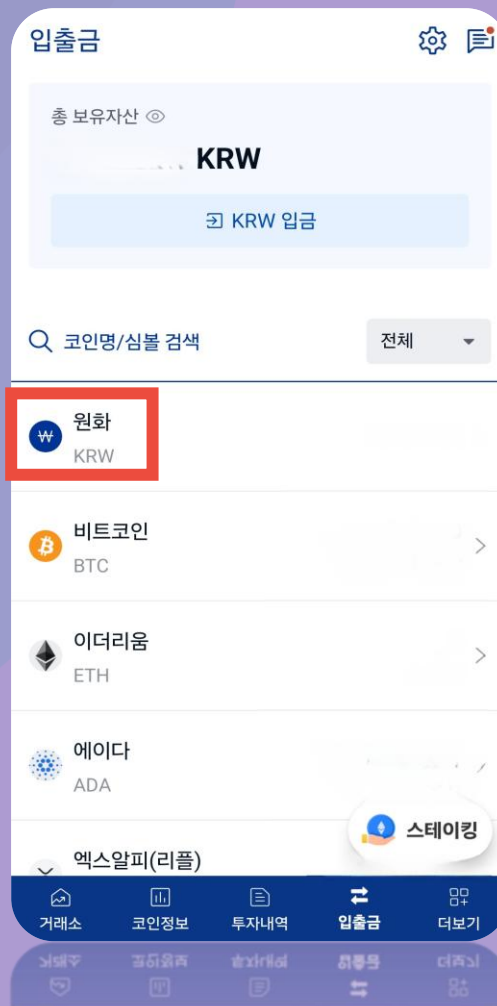 입출금
총 보유자산
KRW
KRW 입금
코인명/심볼 검색
전체
원화
KRW
비트코인
BTC
이더리움
ETH
에이다
ADA
스테이킹
엑스알피(리플)
거래소
코인정보
투자내역
입출금
더보기